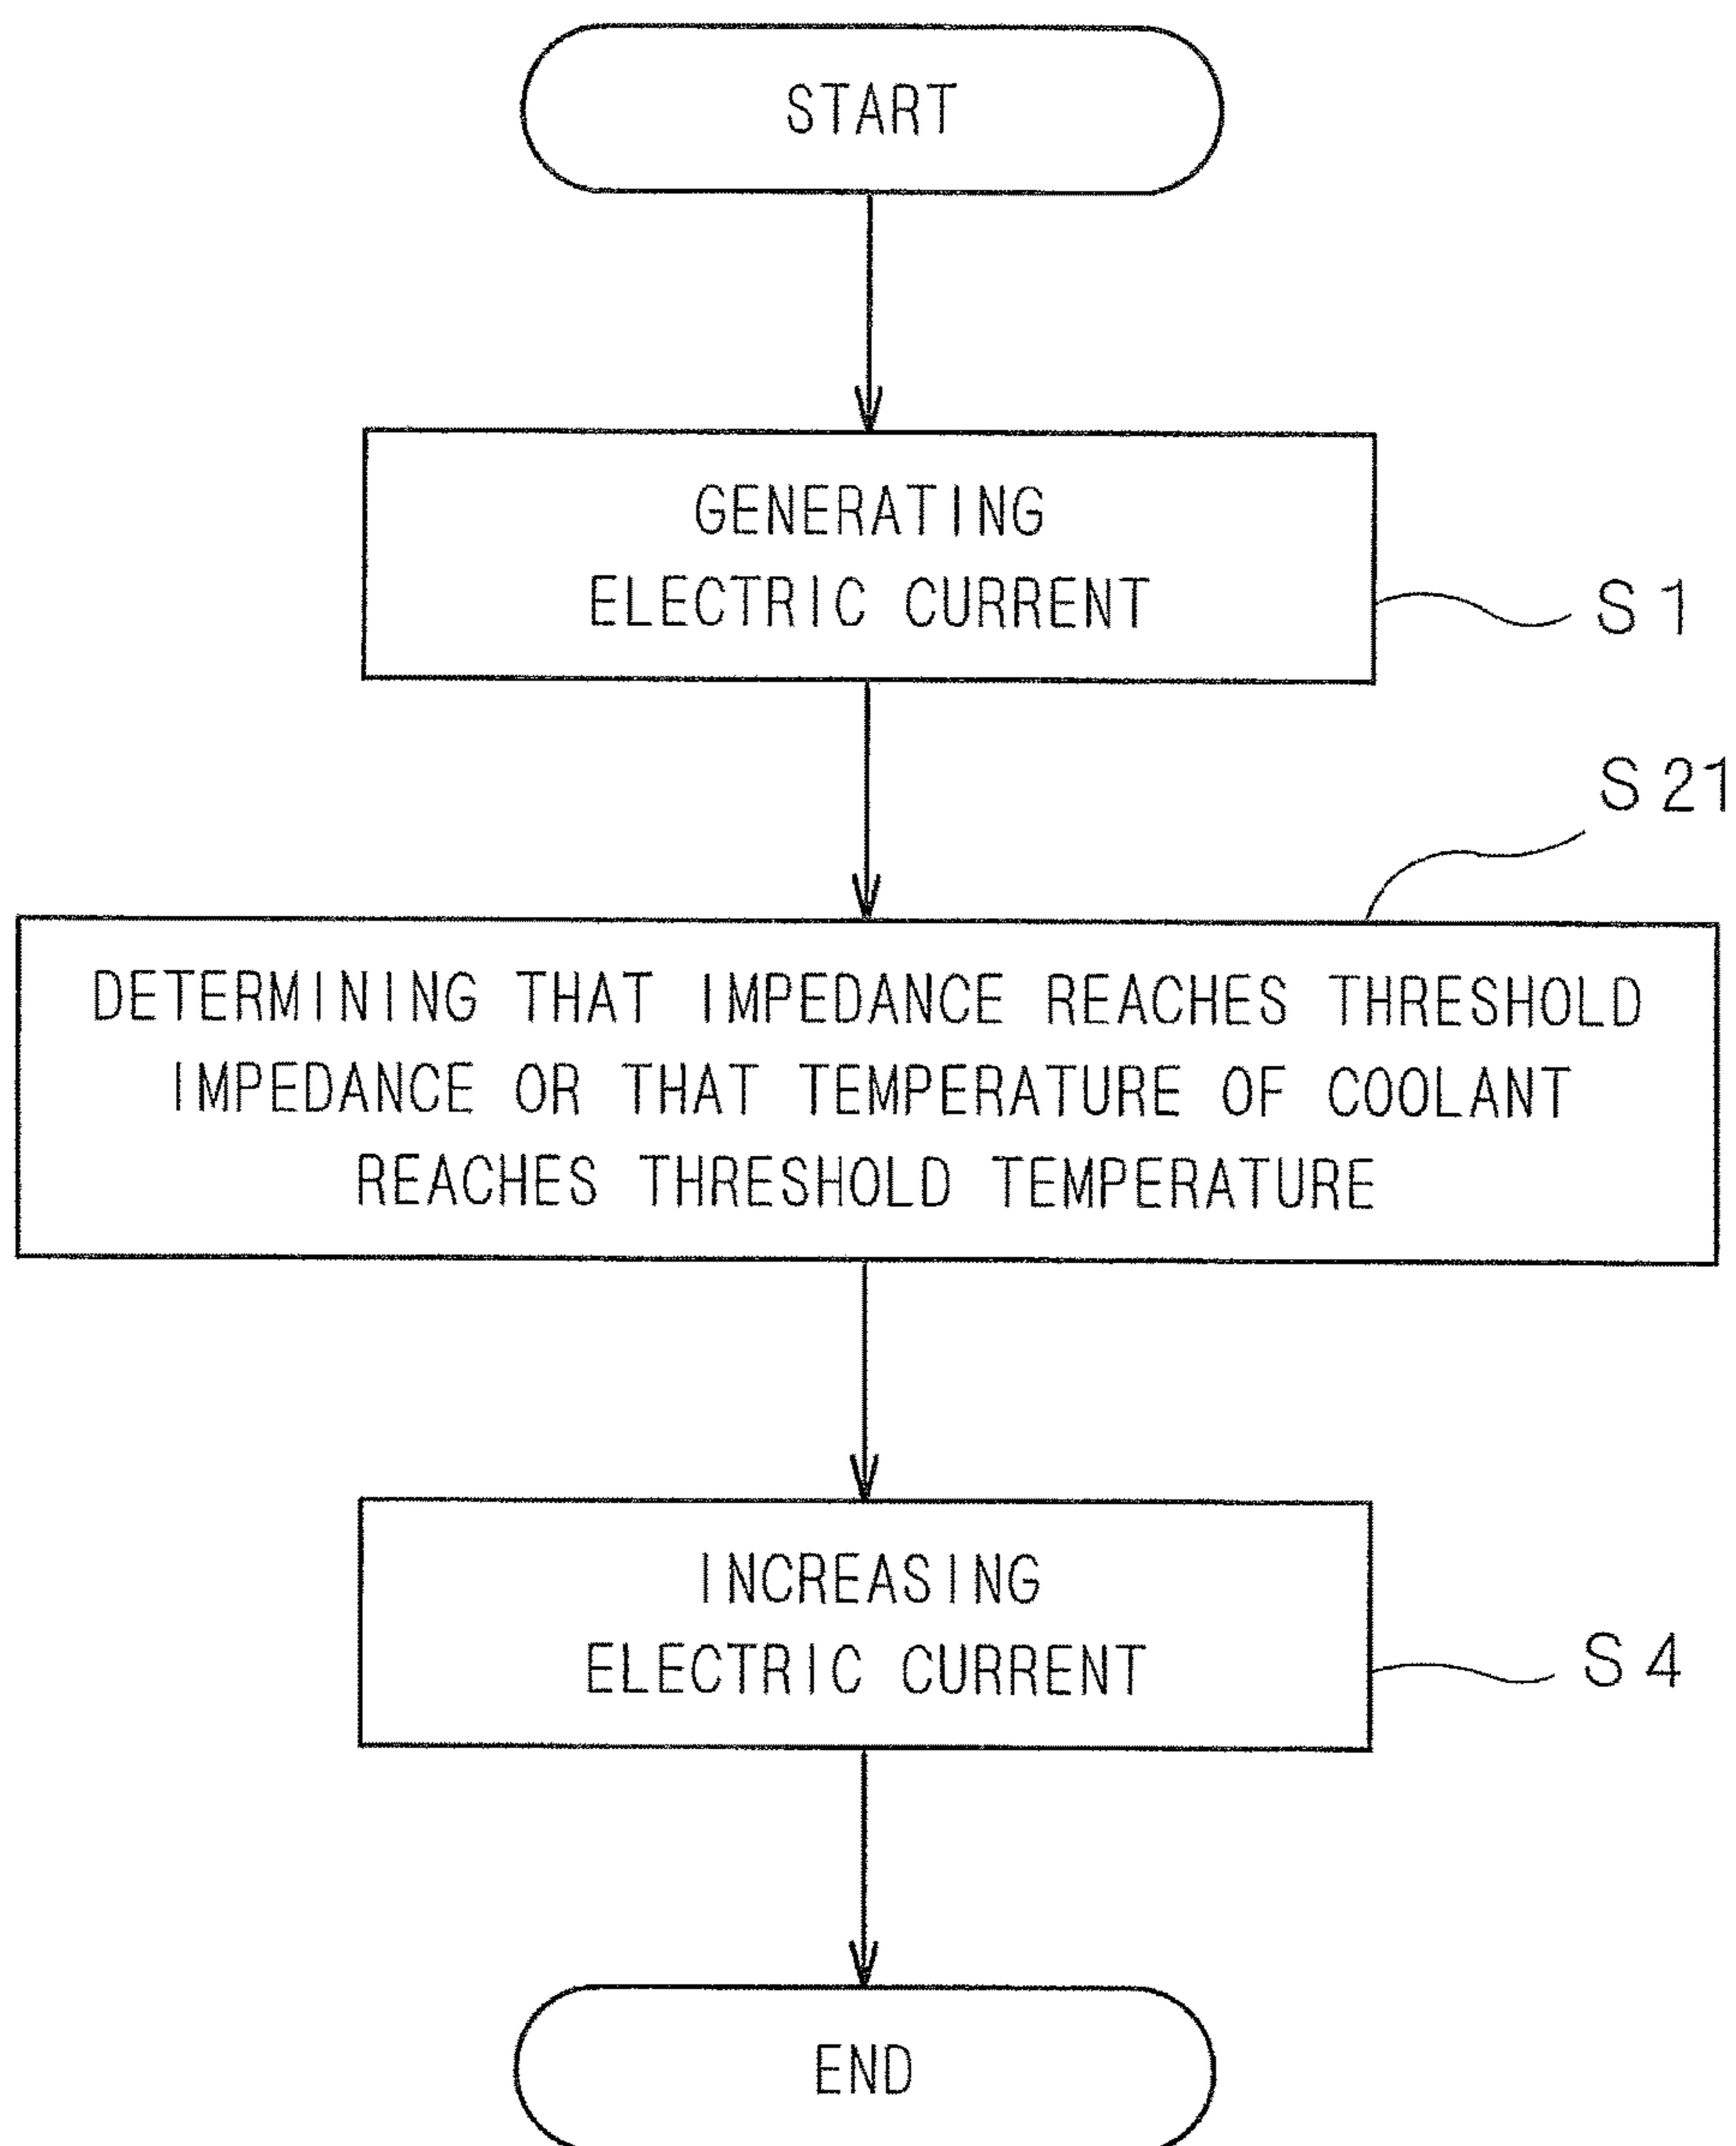 START
GENERATING
ELECTRIC CURRENT
S1
S21
DETERMINING THAT IMPEDANCE REACHES THRESHOLD
IMPEDANCE OR THAT TEMPERATURE OF COOLANT
REACHES THRESHOLD TEMPERATURE
INCREASING
ELECTRIC CURRENT
S4
END